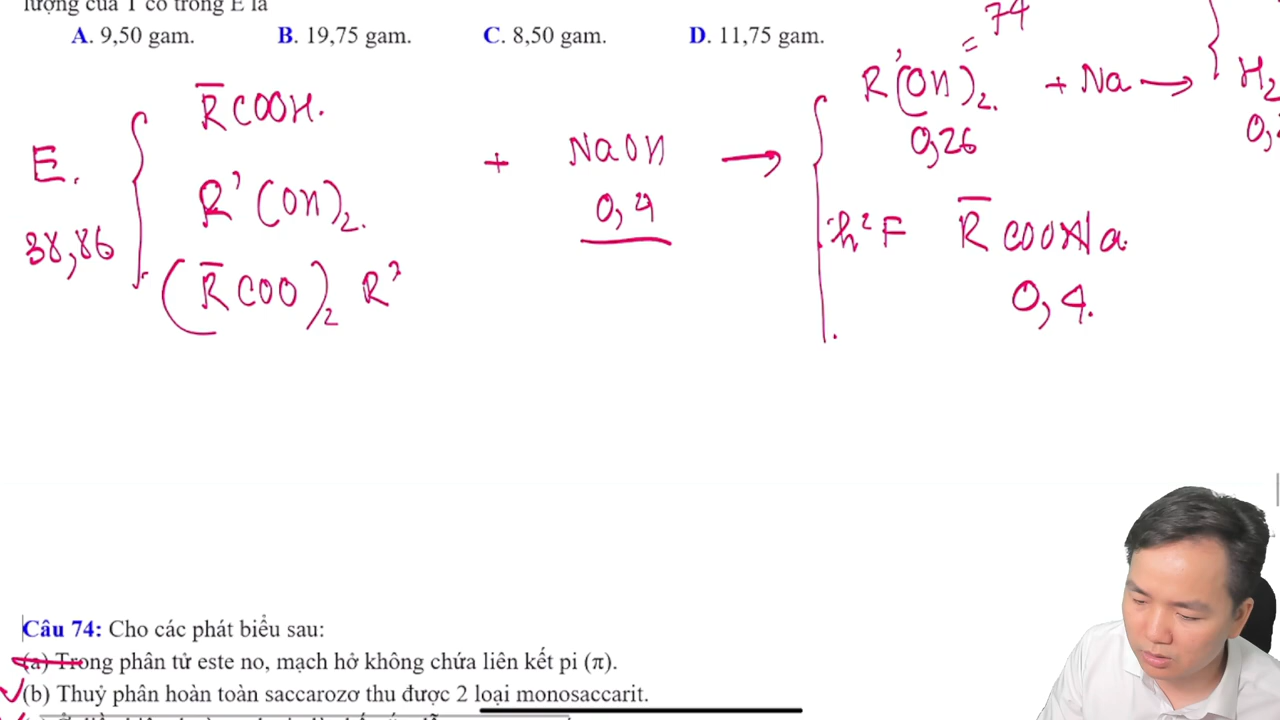 lượng của T có trong E là
A. 9,50 gam. B. 19,75 gam. C. 8,50 gam. D. 11,75 gam.
E.
38,86
R̅COOH.
R'(OH)₂.
(R̅COO)₂R'
+ NaOH →
0,4
R'(OH)₂. = 74
0,26
+ Na →
H₂
h² F R̅COONa.
0,4.
Câu 74: Cho các phát biểu sau:
(a) Trong phân tử este no, mạch hở không chứa liên kết pi (π).
(b) Thuỷ phân hoàn toàn saccarozơ thu được 2 loại monosaccarit.